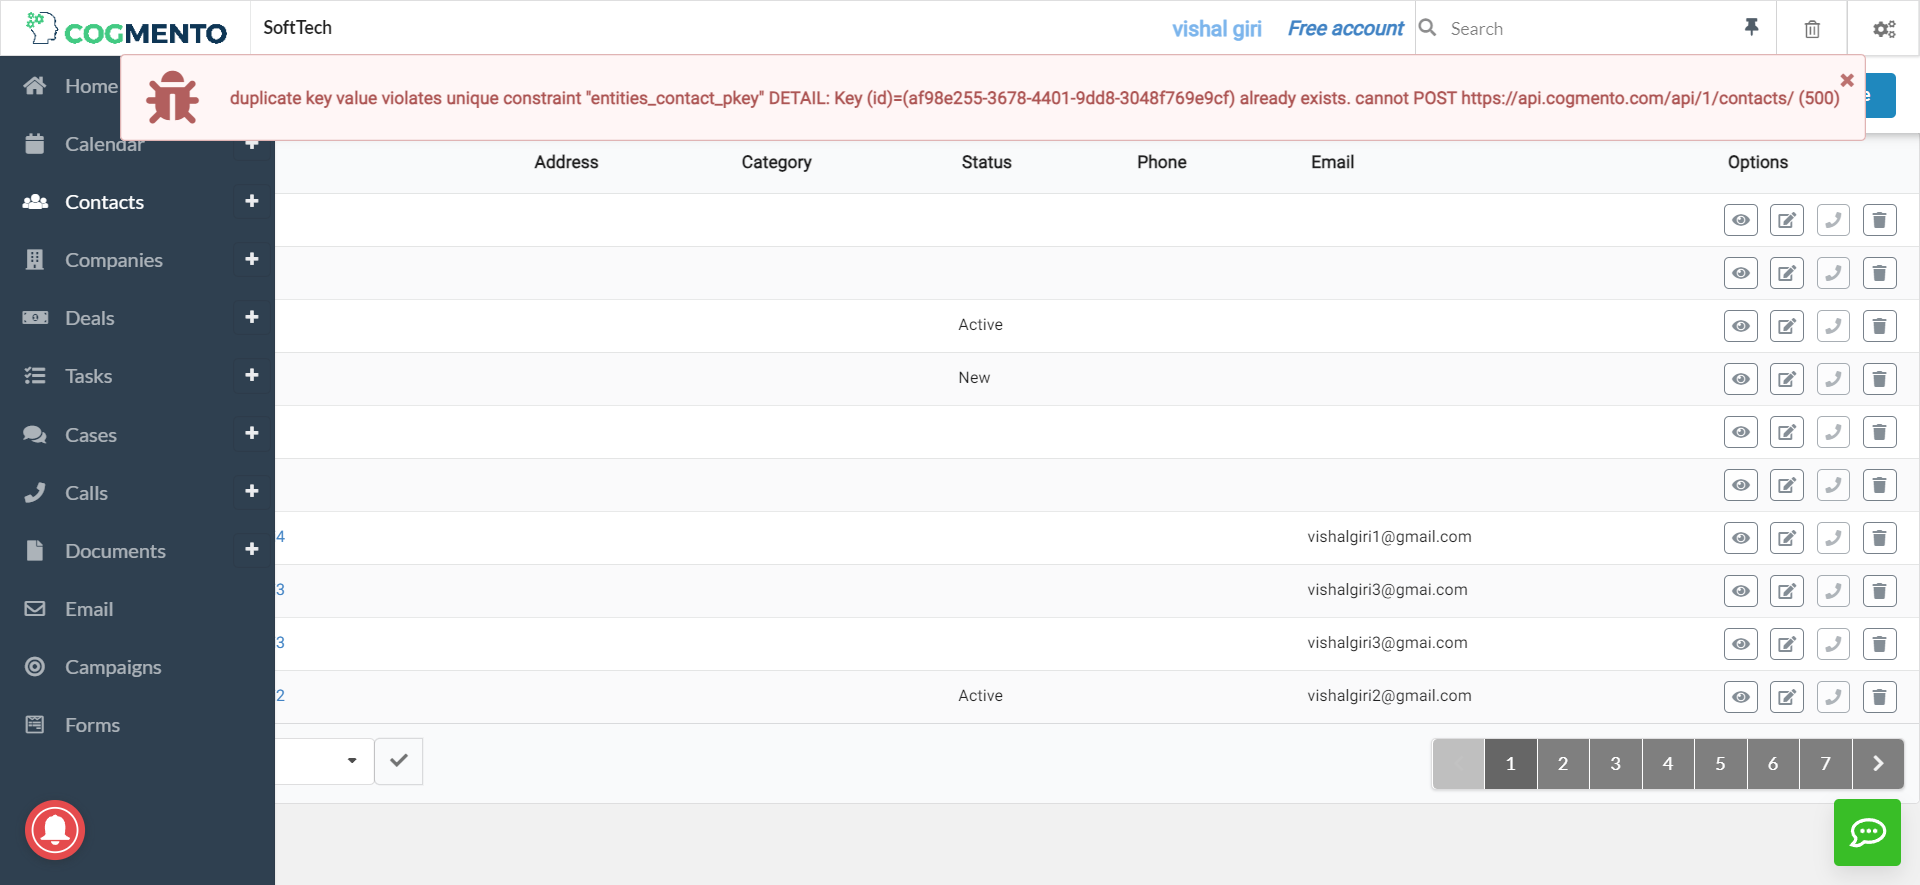 COGMENTO
SoftTech
vishal giri
Free account
Search
Home
duplicate key value violates unique constraint "entities_contact_pkey" DETAIL: Key (id)=(af98e255-3678-4401-9dd8-3048f769e9cf) already exists. cannot POST https://api.cogmento.com/api/1/contacts/ (500)
e
Calendar
Address Category Status Phone Email Options
Contacts
Companies
Deals
Active
Tasks
New
Cases
Calls
4 vishalgiri1@gmail.com
Documents
3 vishalgiri3@gmai.com
Email
3 vishalgiri3@gmai.com
Campaigns
2 Active vishalgiri2@gmail.com
Forms
1 2 3 4 5 6 7